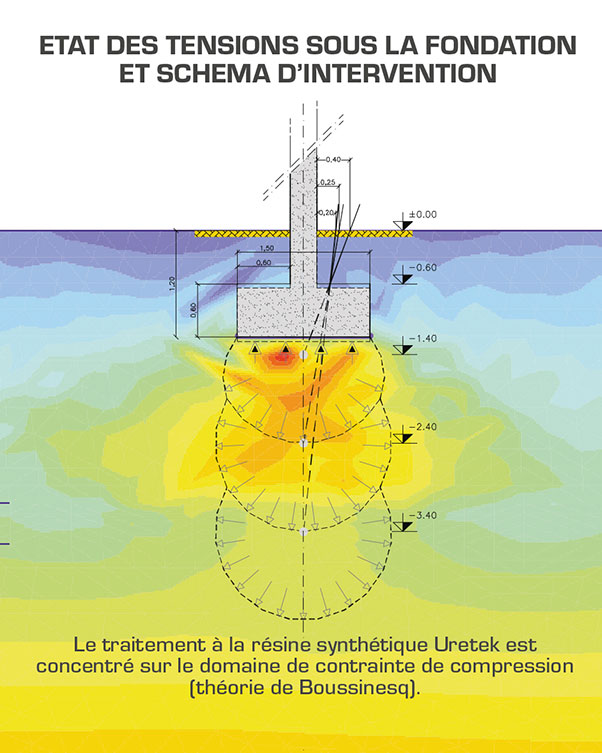 ETAT DES TENSIONS SOUS LA FONDATION
ET SCHEMA D'INTERVENTION
0,40
0,25
0,20
±0.00
1,50
0,60
-0.60
1,20
0,60
-1.40
-2.40
-3.40
Le traitement à la résine synthétique Uretek est
concentré sur le domaine de contrainte de compression
(théorie de Boussinesq).